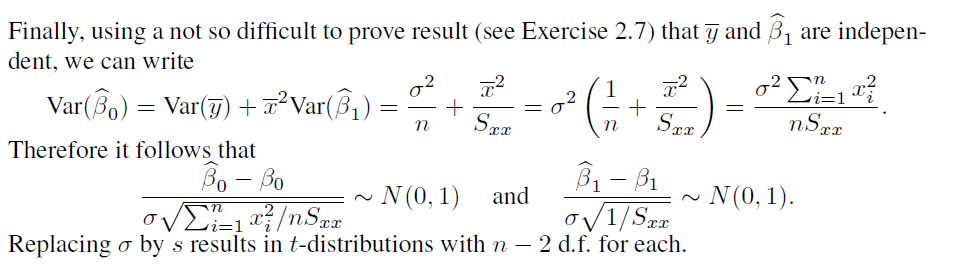 Finally, using a not so difficult to prove result (see Exercise 2.7) that $\overline{y}$ and $\widehat{\beta}_1$ are indepen-
dent, we can write
$\text{Var}(\widehat{\beta}_0) = \text{Var}(\overline{y}) + \overline{x}^2 \text{Var}(\widehat{\beta}_1) = \frac{\sigma^2}{n} + \frac{\overline{x}^2}{S_{xx}} = \sigma^2 \left( \frac{1}{n} + \frac{\overline{x}^2}{S_{xx}} \right) = \frac{\sigma^2 \sum_{i=1}^n x_i^2}{nS_{xx}}.$
Therefore it follows that
$\frac{\widehat{\beta}_0 - \beta_0}{\sigma \sqrt{\sum_{i=1}^n x_i^2 / nS_{xx}}} \sim N(0, 1) \quad \text{and} \quad \frac{\widehat{\beta}_1 - \beta_1}{\sigma \sqrt{1/S_{xx}}} \sim N(0, 1).$
Replacing $\sigma$ by $s$ results in $t$-distributions with $n - 2$ d.f. for each.